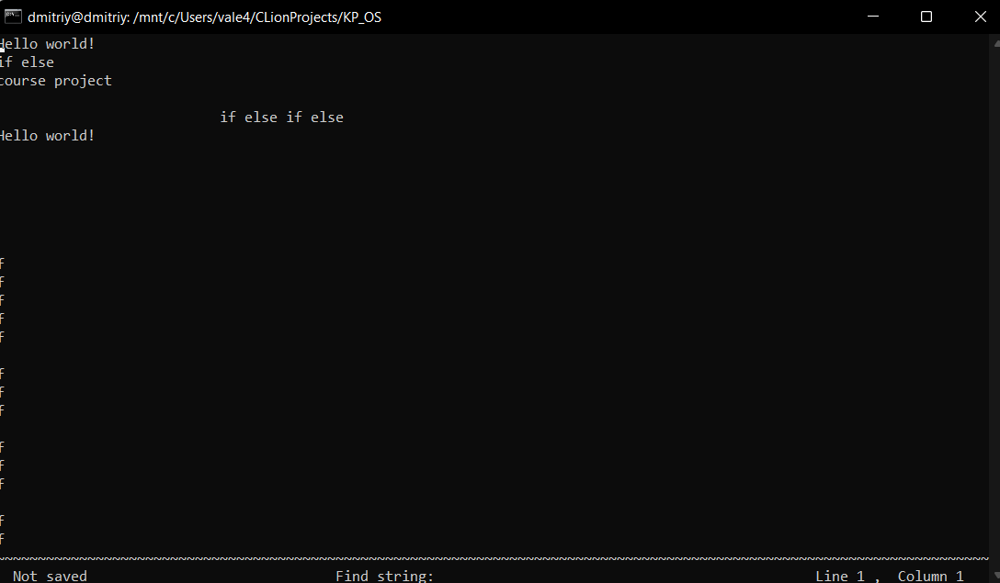 dmitriy@dmitriy: /mnt/c/Users/vale4/CLionProjects/KP_OS
Hello world!
if else
course project
if else if else
Hello world!
f
f
f
f
f
f
f
f
f
f
f
f
f
~~~~~~~~~~~~~~~~~~~~~~~~~~~~~~~~~~~~~~~~~~~~~~~~~~~~~~~~~~~~~~~~~~~~~~~~~~~~~~~~~~~~~~~~~~~~~~~~~~~~~~~~~~~~~~~~~~~~~~~~
Not saved Find string: Line 1 , Column 1